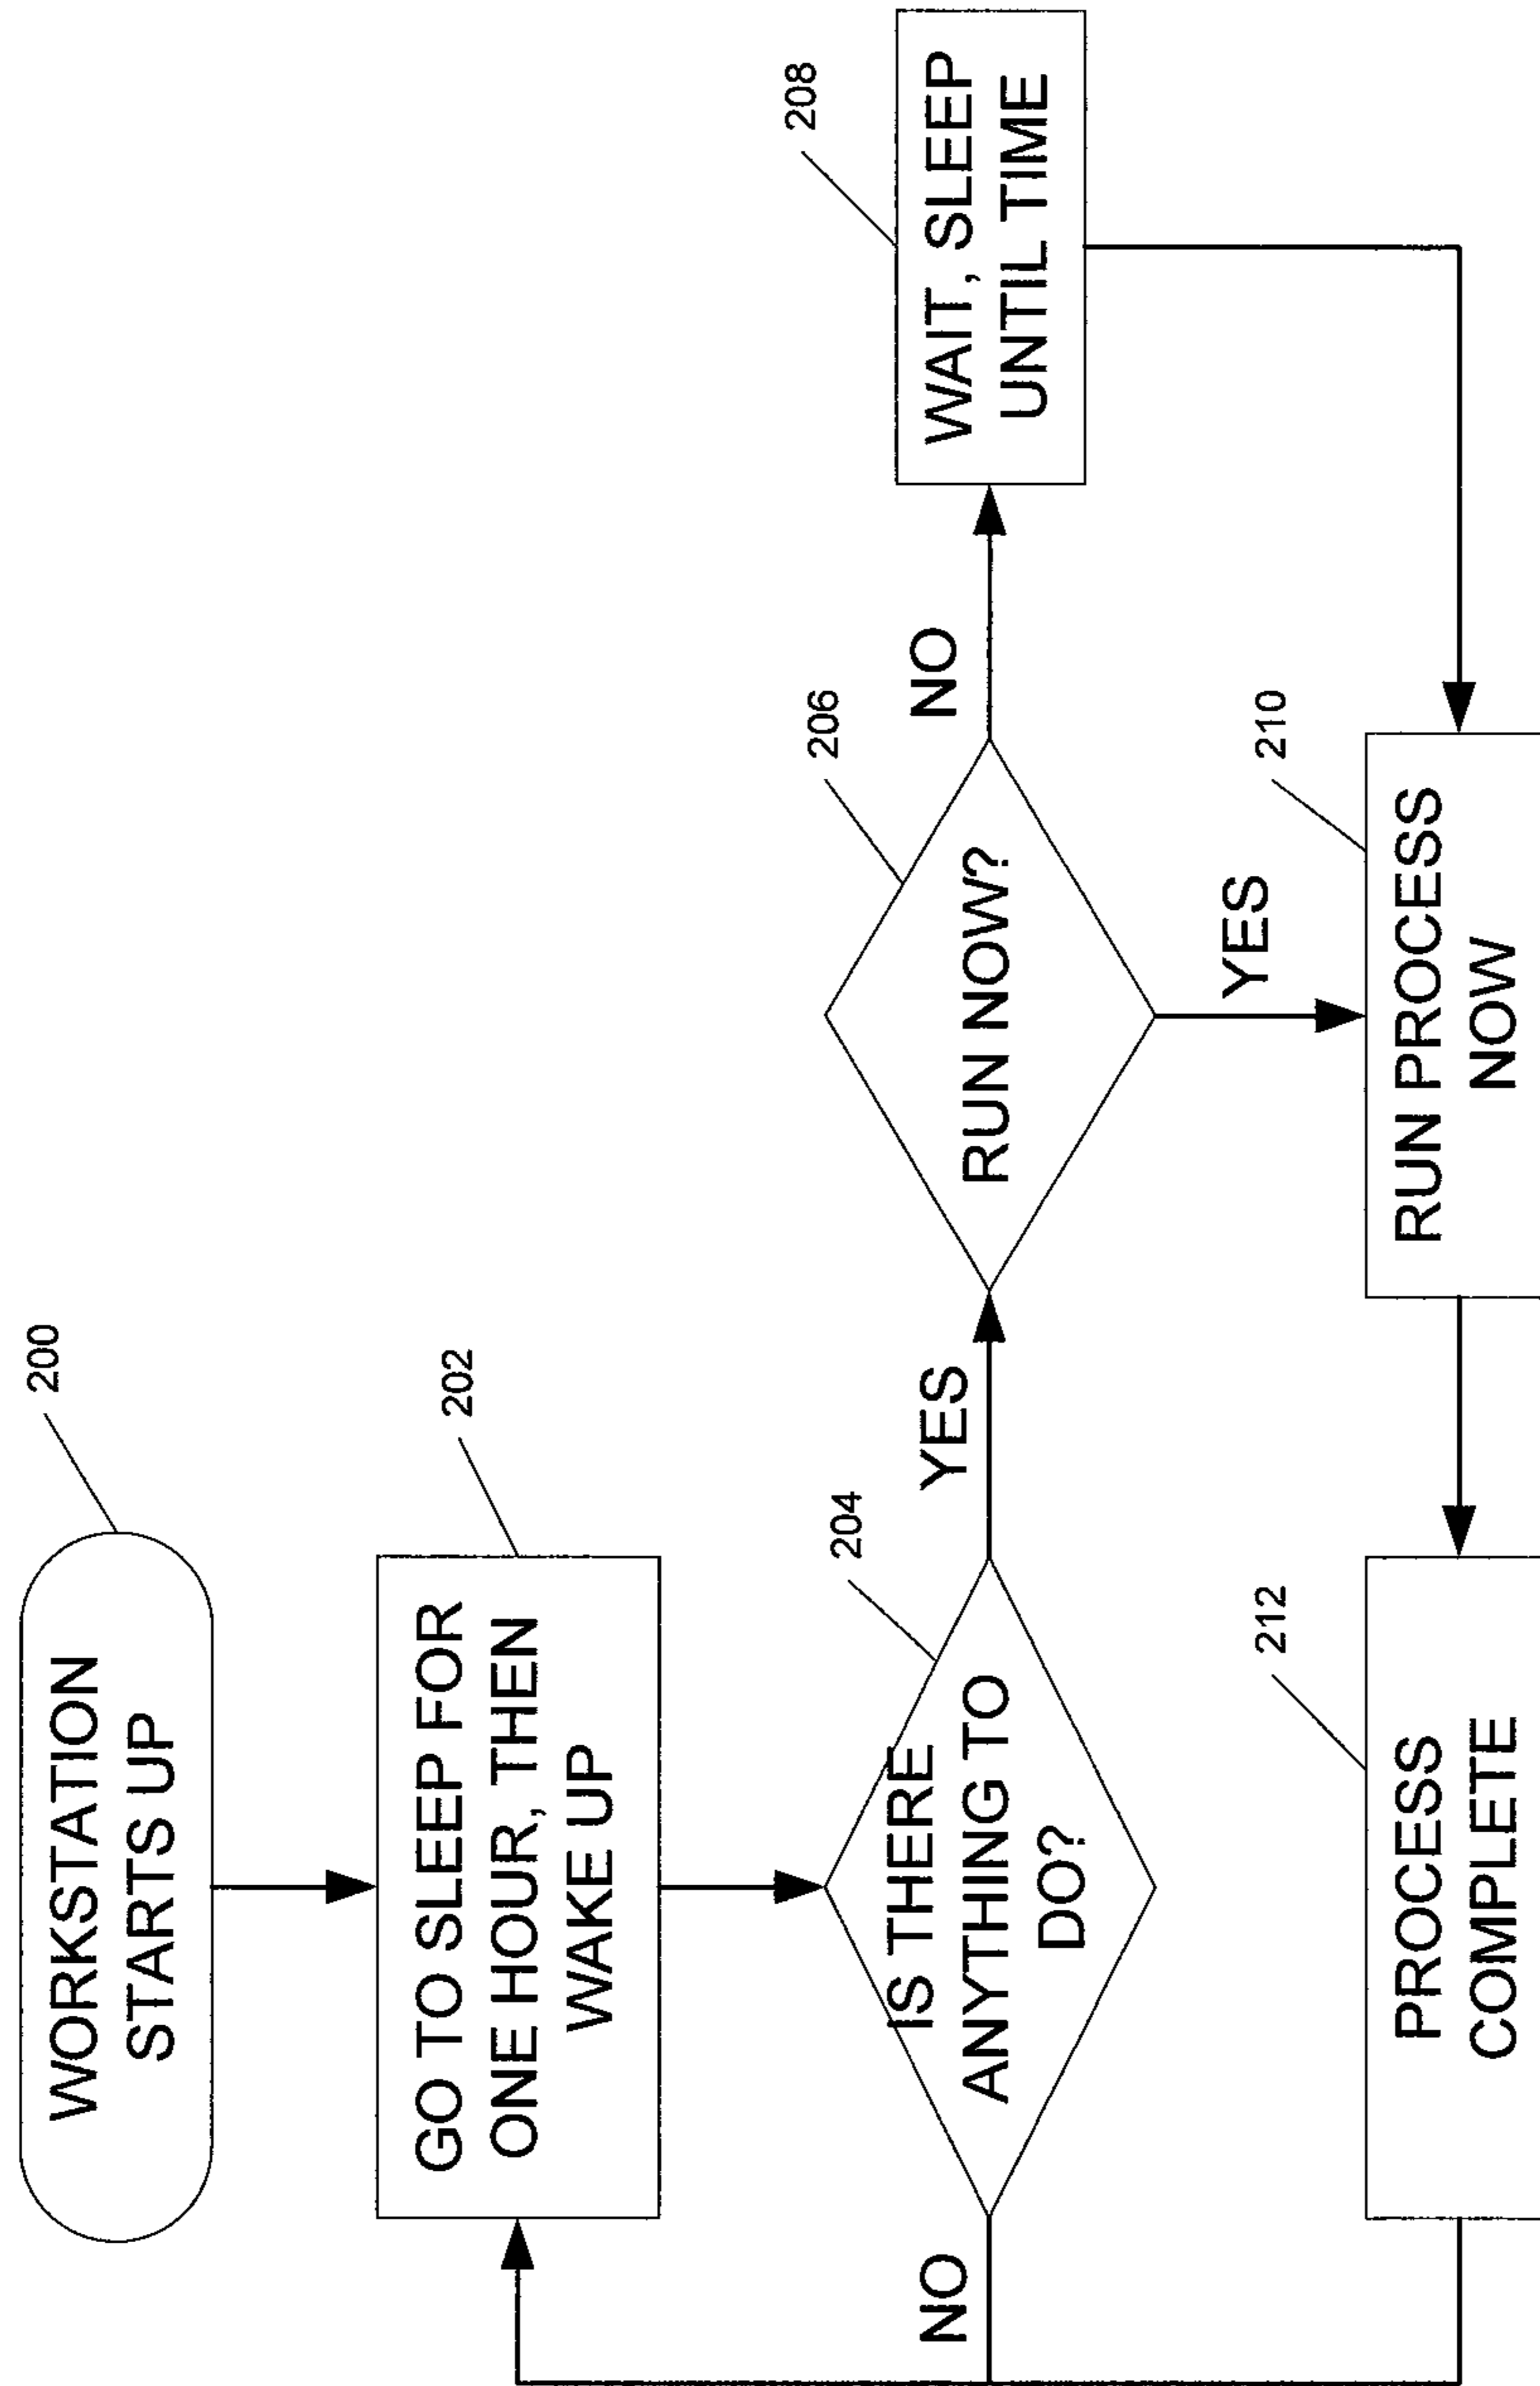 200
WORKSTATION
STARTS UP
202
GO TO SLEEP FOR
ONE HOUR, THEN
WAKE UP
204
IS THERE
ANYTHING TO
DO?
NO
YES
206
RUN NOW?
NO
YES
208
WAIT, SLEEP
UNTIL TIME
210
RUN PROCESS
NOW
212
PROCESS
COMPLETE